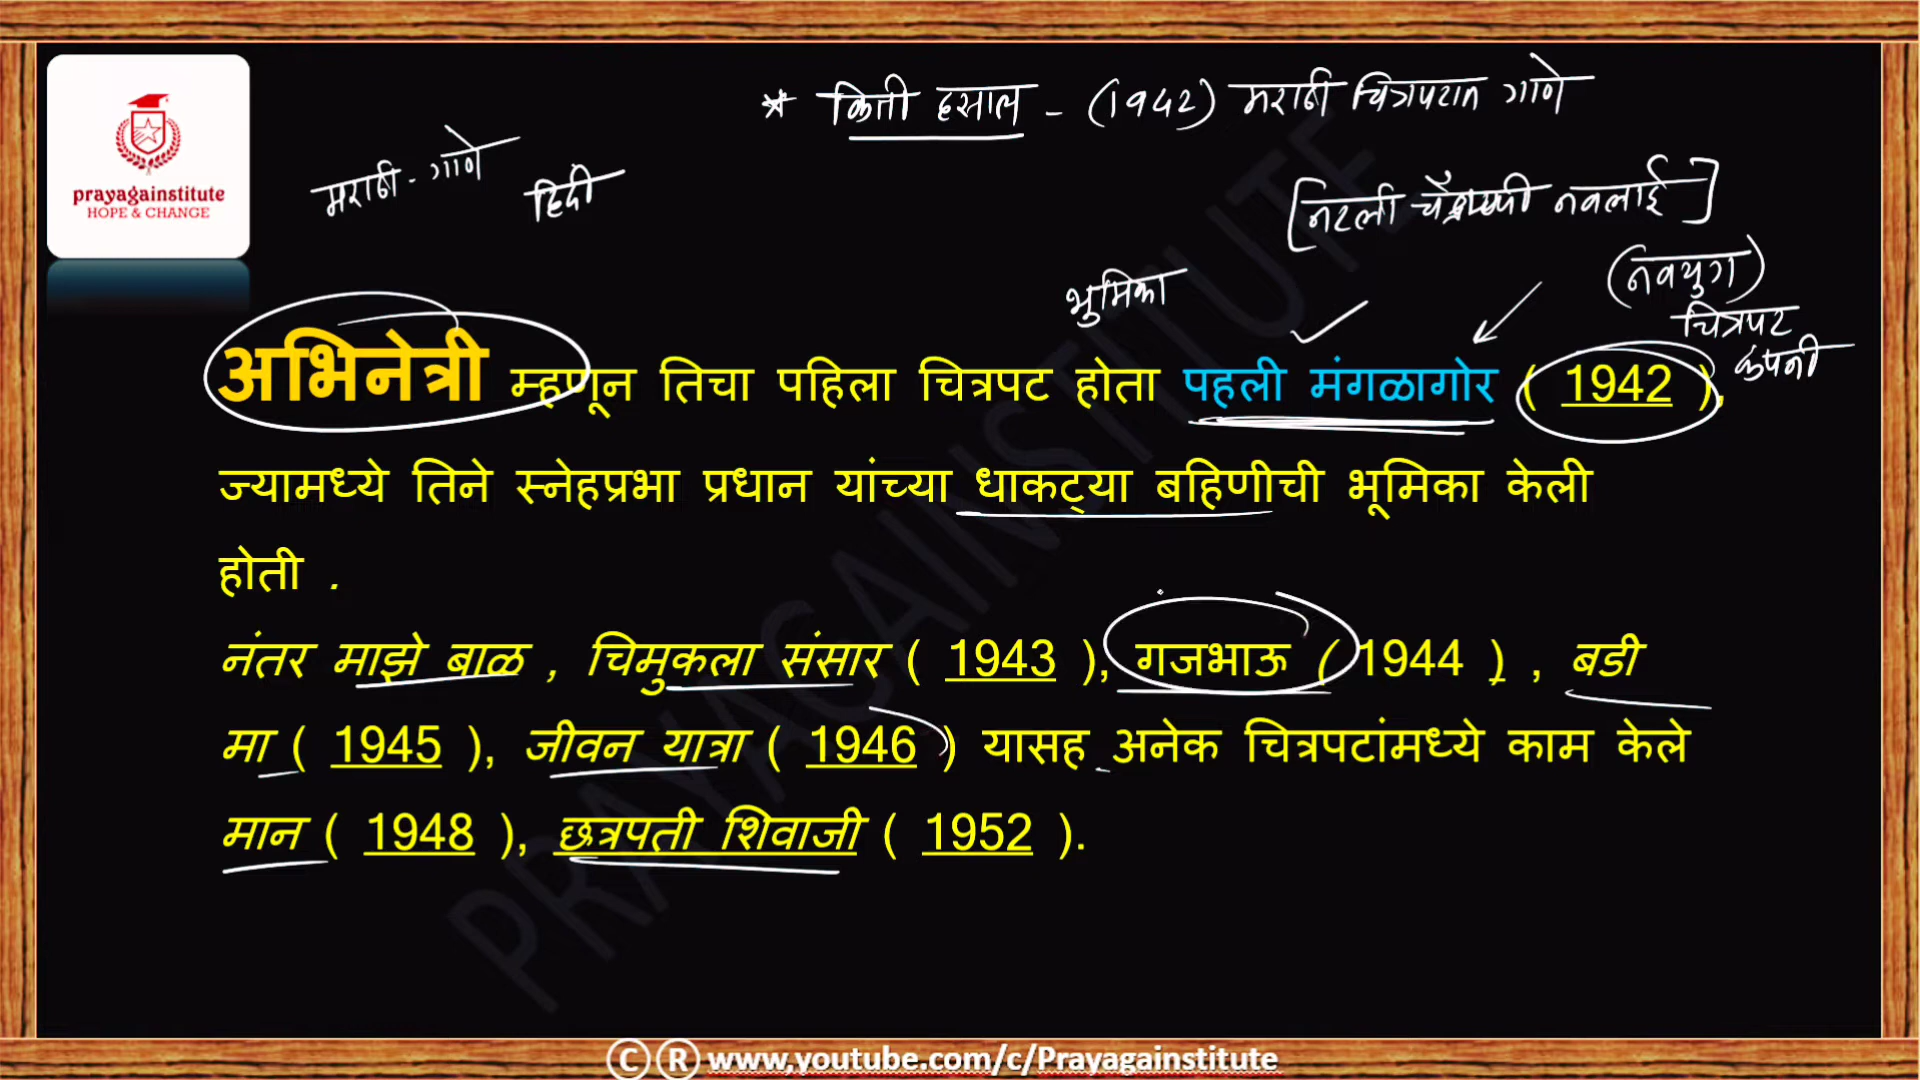 prayagainstitute
HOPE & CHANGE
* किती हसाल - (1942) मराठी चित्रपटात गाणे
मराठी - गाणे
हिंदी
[नटली चैत्राची नवलाई]
(नवयुग)
चित्रपट
कंपनी
भुमिका
अभिनेत्री म्हणून तिचा पहिला चित्रपट होता पहली मंगळागोर ( 1942 ),
ज्यामध्ये तिने स्नेहप्रभा प्रधान यांच्या धाकट्या बहिणीची भूमिका केली
होती .
नंतर माझे बाळ , चिमुकला संसार ( 1943 ), गजभाऊ ( 1944 ) , बडी
मा ( 1945 ), जीवन यात्रा ( 1946 ) यासह अनेक चित्रपटांमध्ये काम केले
मान ( 1948 ), छत्रपती शिवाजी ( 1952 ).
PRAYAGAINSTITUTE
© ® www.youtube.com/c/Prayagainstitute